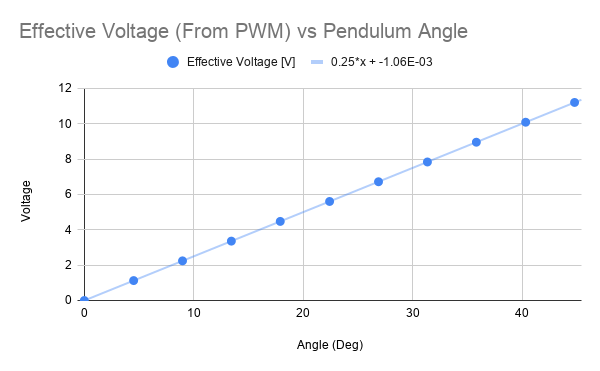 Effective Voltage (From PWM) vs Pendulum Angle
Effective Voltage [V]
0.25*x + -1.06E-03
12
10
8
6
4
2
0
Voltage
0
10
20
30
40
Angle (Deg)